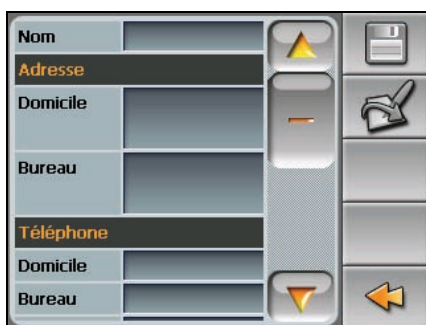 Nom
Adresse
Domicile
Bureau
Téléphone
Domicile
Bureau